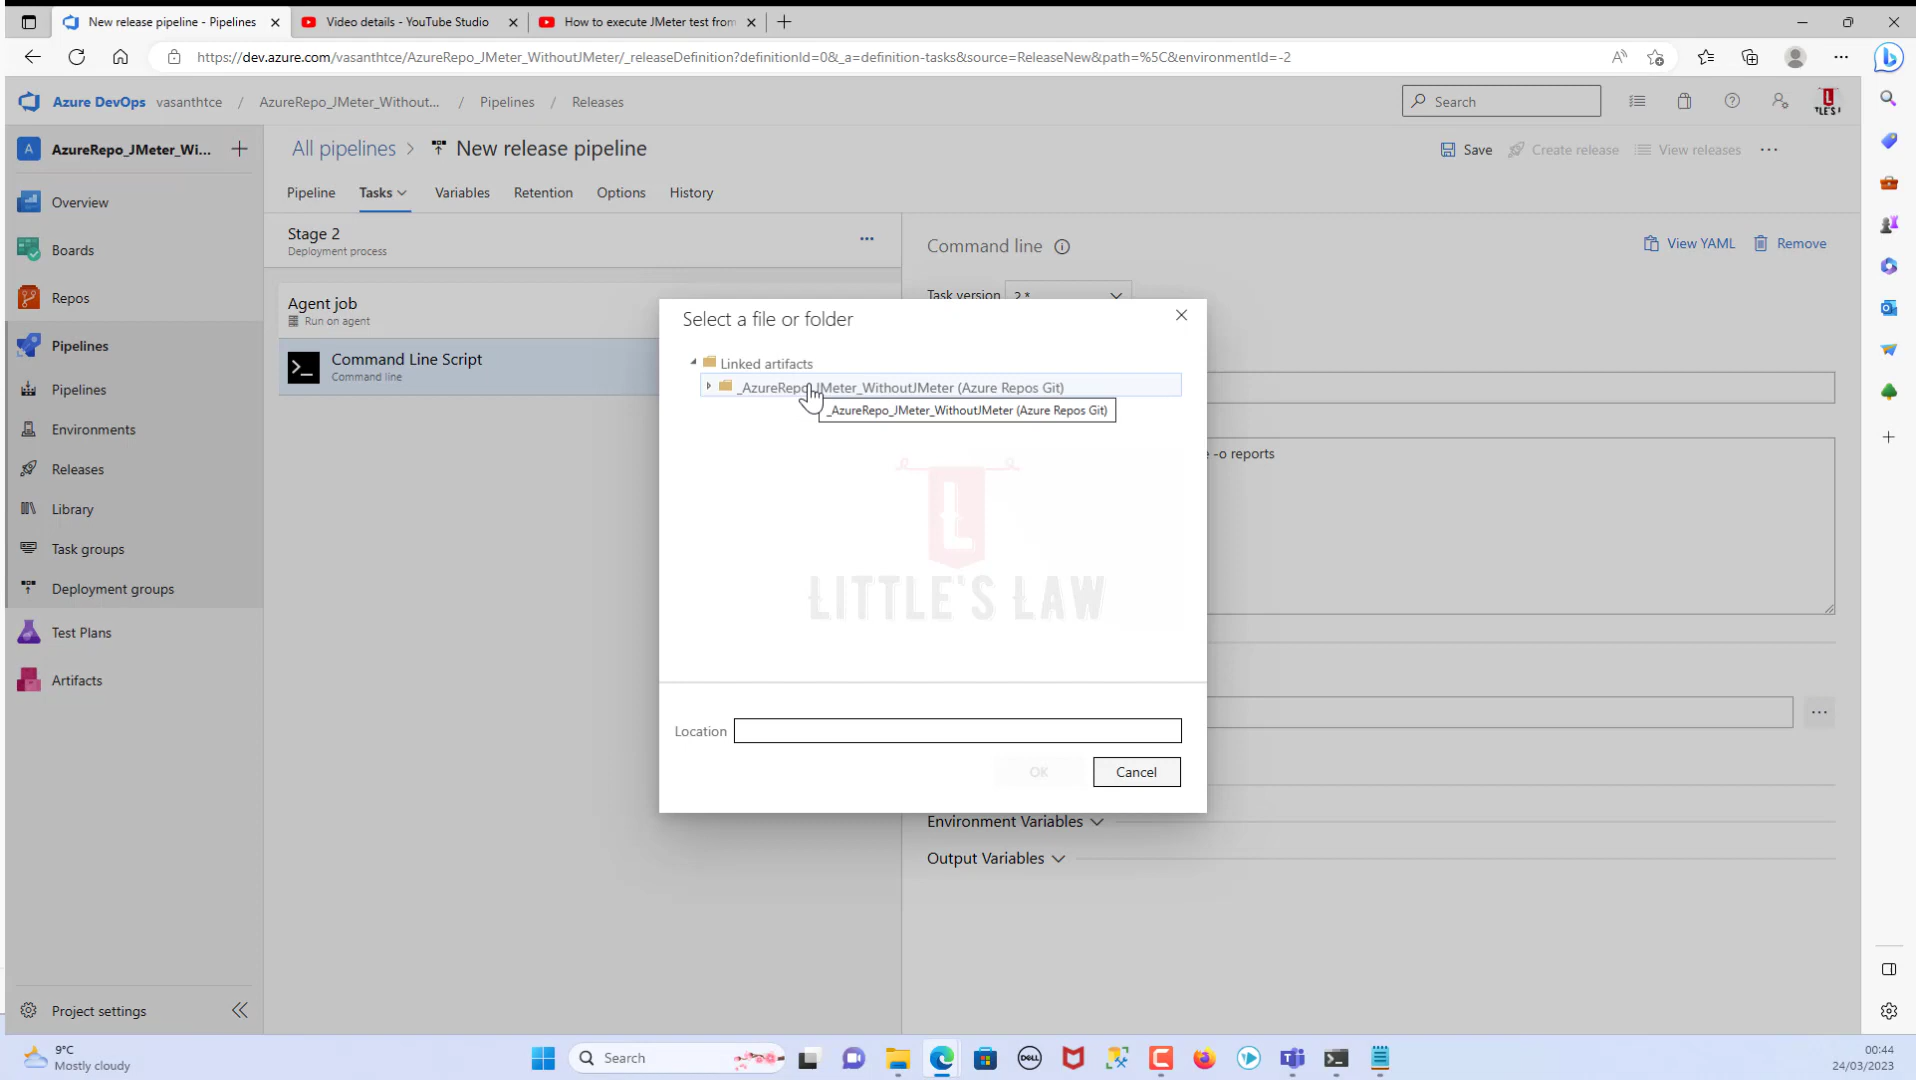 New release pipeline - Pipelines
Video details - YouTube Studio
How to execute JMeter test from
https://dev.azure.com/vasanthtce/AzureRepo_JMeter_WithoutJMeter/_releaseDefinition?definitionId=0&_a=definition-tasks&source=ReleaseNew&path=%5C&environmentId=-2
Azure DevOps vasanthtce / AzureRepo_JMeter_Without... / Pipelines / Releases
Search
A AzureRepo_JMeter_Wi...
All pipelines > New release pipeline
Save Create release View releases
Pipeline Tasks Variables Retention Options History
Overview
Boards
Repos
Pipelines
Pipelines
Environments
Releases
Library
Task groups
Deployment groups
Test Plans
Artifacts
Project settings
Stage 2
Deployment process
Agent job
Run on agent
Command Line Script
Command line
Command line
View YAML Remove
Task version 2.*
-o reports
Environment Variables
Output Variables
Select a file or folder
Linked artifacts
_AzureRepo_JMeter_WithoutJMeter (Azure Repos Git)
_AzureRepo_JMeter_WithoutJMeter (Azure Repos Git)
L
LITTLE'S LAW
Location
OK Cancel
9°C
Mostly cloudy
Search
DELL
00:44
24/03/2023